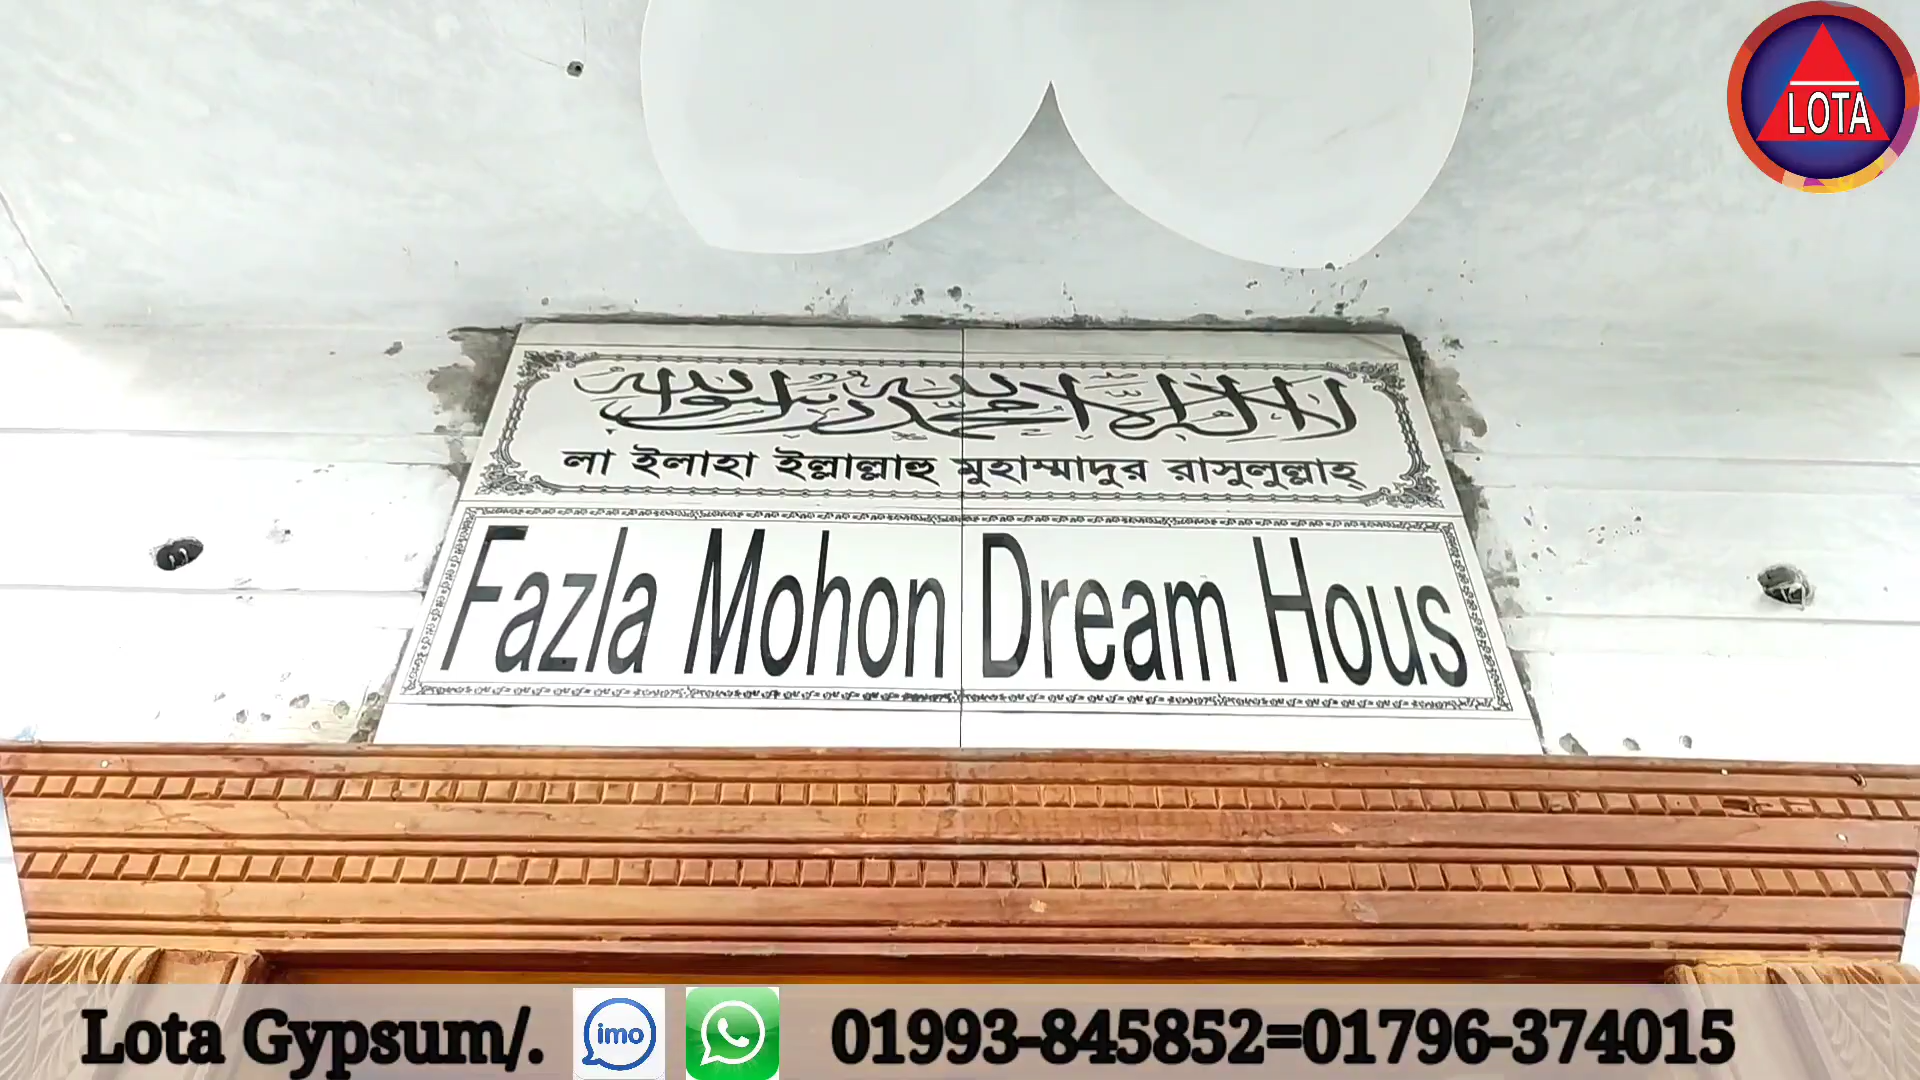 LOTA
لا اله الا الله محمد رسول الله
লা ইলাহা ইল্লাল্লাহু মুহাম্মাদুর রাসুলুল্লাহ্
Fazla Mohon Dream Hous
Lota Gypsum/. imo 01993-845852=01796-374015